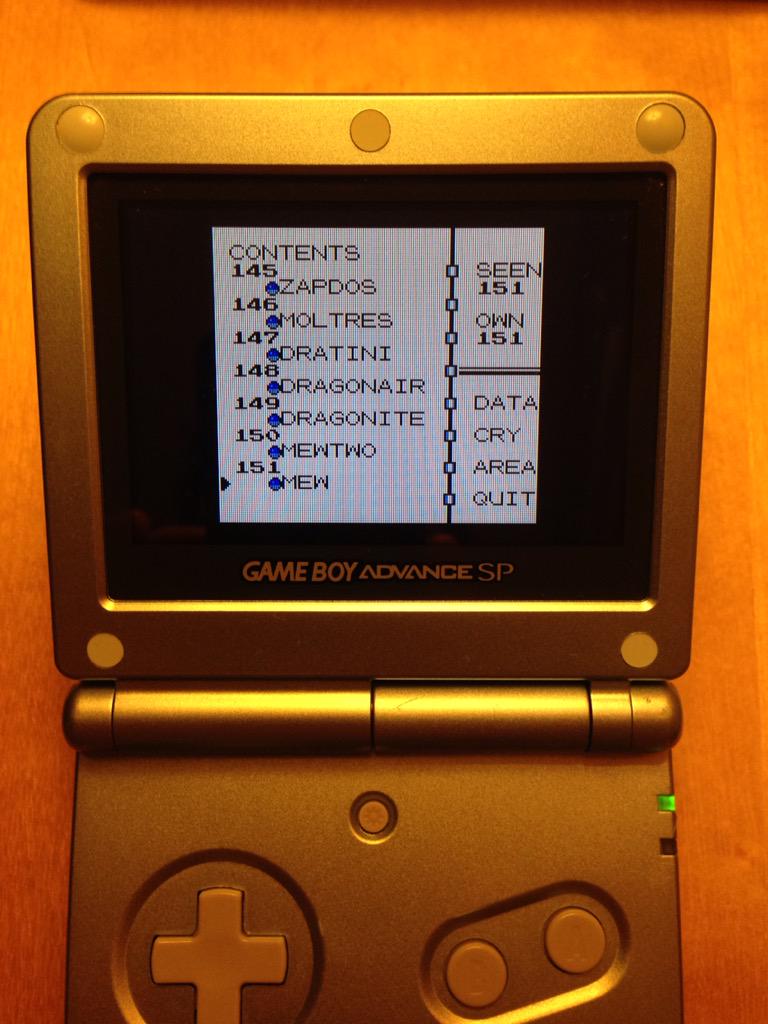 CONTENTS
145
ZAPDOS
146
MOLTRES
147
DRATINI
148
DRAGONAIR
149
DRAGONITE
150
MEWTWO
151
MEW
SEEN
151
OWN
151
DATA
CRY
AREA
QUIT
GAME BOY ADVANCE SP